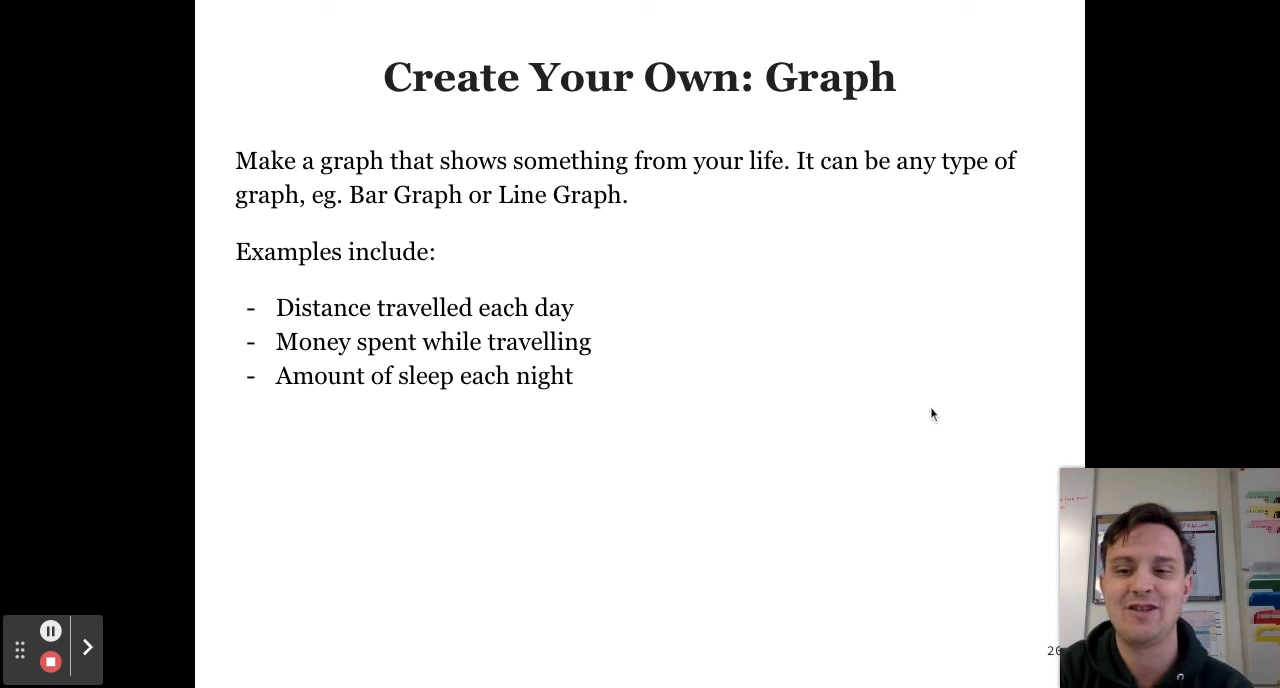 Create Your Own: Graph
Make a graph that shows something from your life. It can be any type of
graph, eg. Bar Graph or Line Graph.
Examples include:
- Distance travelled each day
- Money spent while travelling
- Amount of sleep each night
20